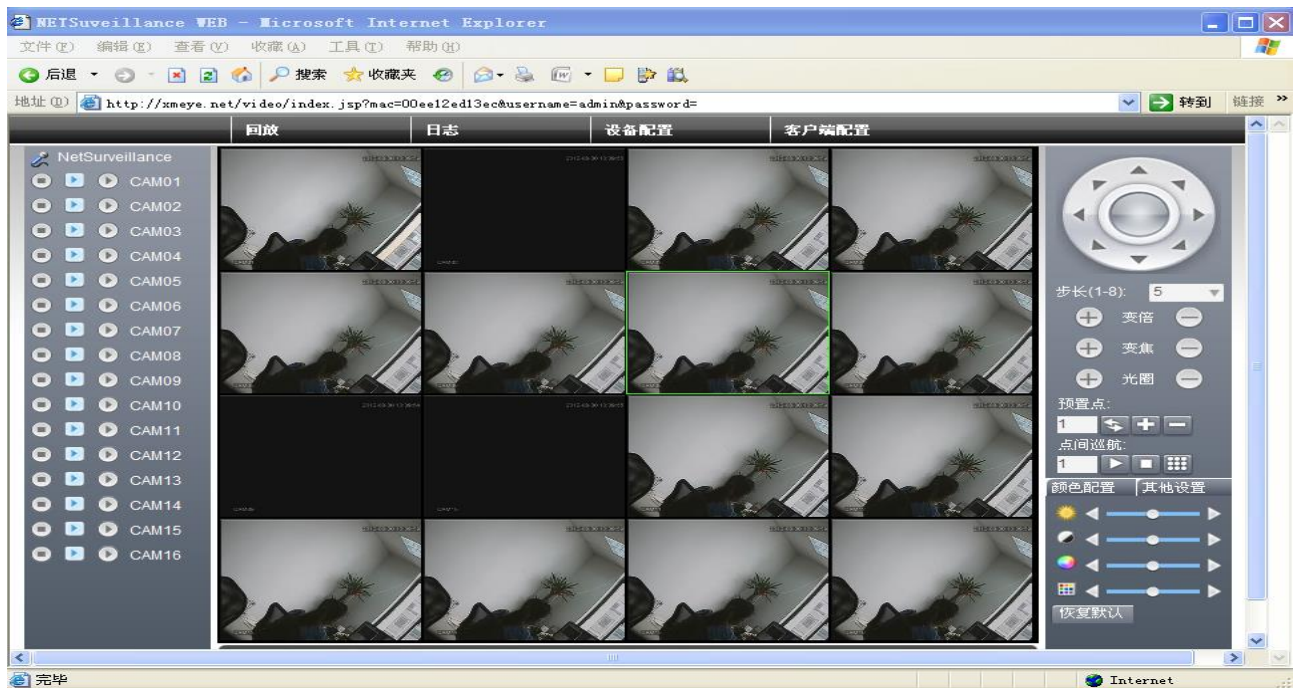 NETSuveillance WEB - Microsoft Internet Explorer
文件(F) 编辑(E) 查看(V) 收藏(A) 工具(T) 帮助(H)
后退 搜索 收藏夹
地址(D) http://xmeye.net/video/index.jsp?mac=00ee12ed13ec&username=admin&password= 转到 链接 »
回放 日志 设备配置 客户端配置
NetSurveillance
CAM01
CAM02
CAM03
CAM04
CAM05
CAM06
CAM07
CAM08
CAM09
CAM10
CAM11
CAM12
CAM13
CAM14
CAM15
CAM16
步长(1-8): 5
变倍
变焦
光圈
预置点:
1
点间巡航:
1
颜色配置 其他设置
恢复默认
完毕 Internet